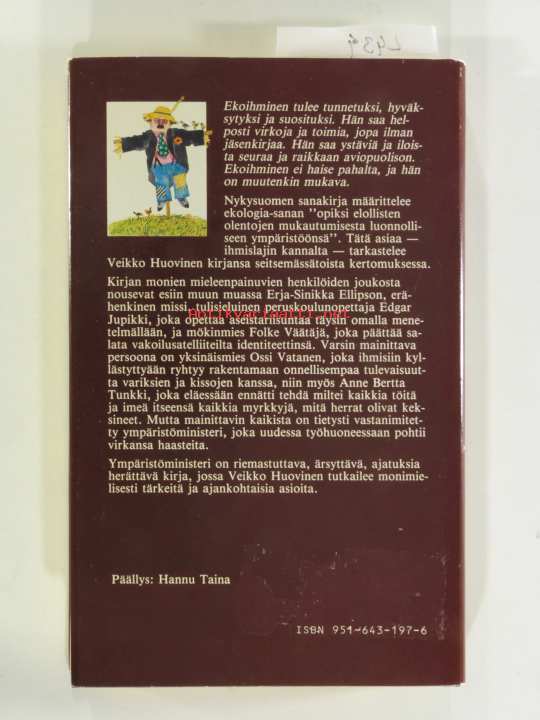 L934
Ekoihminen tulee tunnetuksi, hyväk-
sytyksi ja suosituksi. Hän saa hel-
posti virkoja ja toimia, jopa ilman
jäsenkirjaa. Hän saa ystäviä ja ilois-
ta seuraa ja raikkaan aviopuolison.
Ekoihminen ei haise pahalta, ja hän
on muutenkin mukava.
Nykysuomen sanakirja määrittelee
ekologia-sanan "opiksi elollisten
olentojen mukautumisesta luonnolli-
seen ympäristöönsä". Tätä asiaa —
ihmislajin kannalta — tarkastelee
Veikko Huovinen kirjansa seitsemässätoista kertomuksessa.
Kirjan monien mieleenpainuvien henkilöiden joukosta
nousevat esiin muun muassa Erja-Sinikka Ellipson, erä-
henkinen missi, tulisieluinen peruskoulunopettaja Edgar
antikvariaatti.net
Jupikki, joka opettaa aseistariisuntaa täysin omalla mene-
telmällään, ja mökinmies Folke Väätäjä, joka päättää sa-
lata vakoilusatelliiteilta identiteettinsä. Varsin mainittava
persoona on yksinäismies Ossi Vatanen, joka ihmisiin kyl-
lästyttyään ryhtyy rakentamaan onnellisempaa tulevaisuut-
ta variksien ja kissojen kanssa, niin myös Anne Bertta
Tunkki, joka eläessään ennätti tehdä miltei kaikkia töitä
ja imeä itseensä kaikkia myrkkyjä, mitä herrat olivat kek-
sineet. Mutta mainittavin kaikista on tietysti vastanimitet-
ty ympäristöministeri, joka uudessa työhuoneessaan pohtii
virkansa haasteita.
Ympäristöministeri on riemastuttava, ärsyttävä, ajatuksia
herättävä kirja, jossa Veikko Huovinen tutkailee monimie-
lisesti tärkeitä ja ajankohtaisia asioita.
Päällys: Hannu Taina
ISBN 951-643-197-6